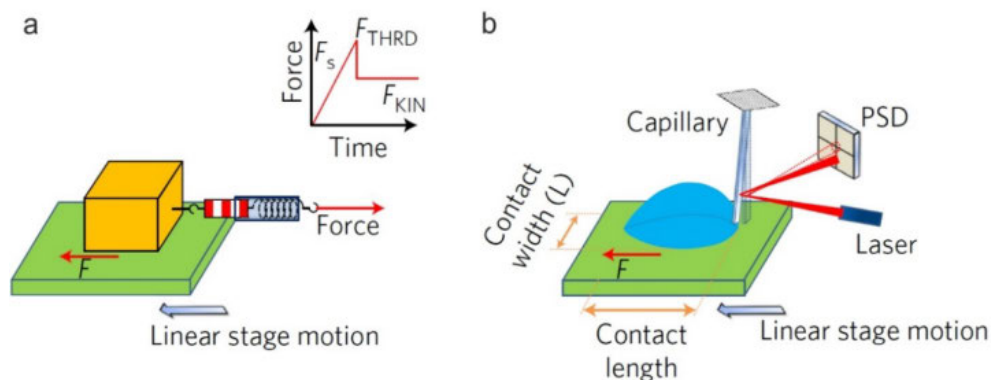 a
Force
F_S
F_THRD
F_KIN
Time
Force
F
Linear stage motion
b
Capillary
PSD
Laser
Contact
width (L)
F
Contact
length
Linear stage motion